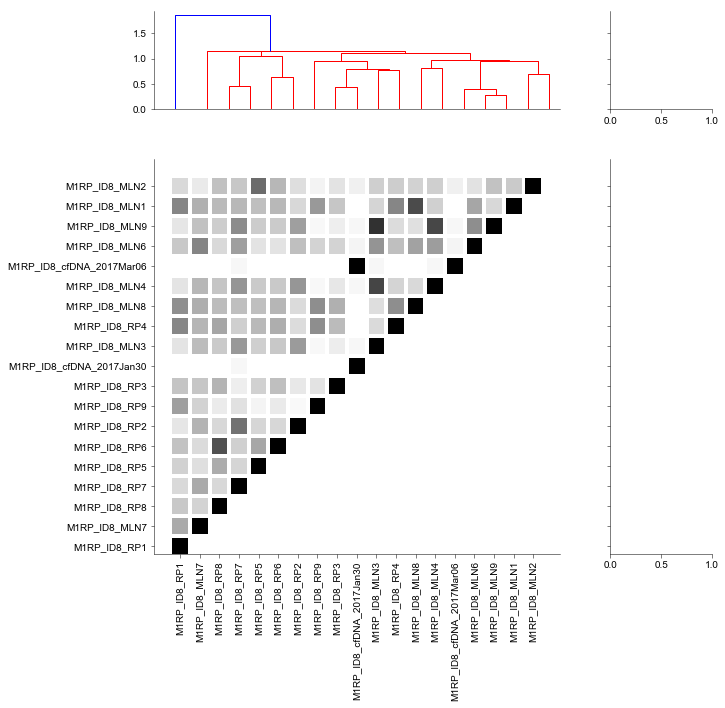 1.5
1.0
0.5
0.0
0.0 0.5 1.0
M1RP_ID8_MLN2
M1RP_ID8_MLN1
M1RP_ID8_MLN9
M1RP_ID8_MLN6
M1RP_ID8_cfDNA_2017Mar06
M1RP_ID8_MLN4
M1RP_ID8_MLN8
M1RP_ID8_RP4
M1RP_ID8_MLN3
M1RP_ID8_cfDNA_2017Jan30
M1RP_ID8_RP3
M1RP_ID8_RP9
M1RP_ID8_RP2
M1RP_ID8_RP6
M1RP_ID8_RP5
M1RP_ID8_RP7
M1RP_ID8_RP8
M1RP_ID8_MLN7
M1RP_ID8_RP1
M1RP_ID8_RP1
M1RP_ID8_MLN7
M1RP_ID8_RP8
M1RP_ID8_RP7
M1RP_ID8_RP5
M1RP_ID8_RP6
M1RP_ID8_RP2
M1RP_ID8_RP9
M1RP_ID8_RP3
M1RP_ID8_cfDNA_2017Jan30
M1RP_ID8_MLN3
M1RP_ID8_RP4
M1RP_ID8_MLN8
M1RP_ID8_MLN4
M1RP_ID8_cfDNA_2017Mar06
M1RP_ID8_MLN6
M1RP_ID8_MLN9
M1RP_ID8_MLN1
M1RP_ID8_MLN2
0.0 0.5 1.0